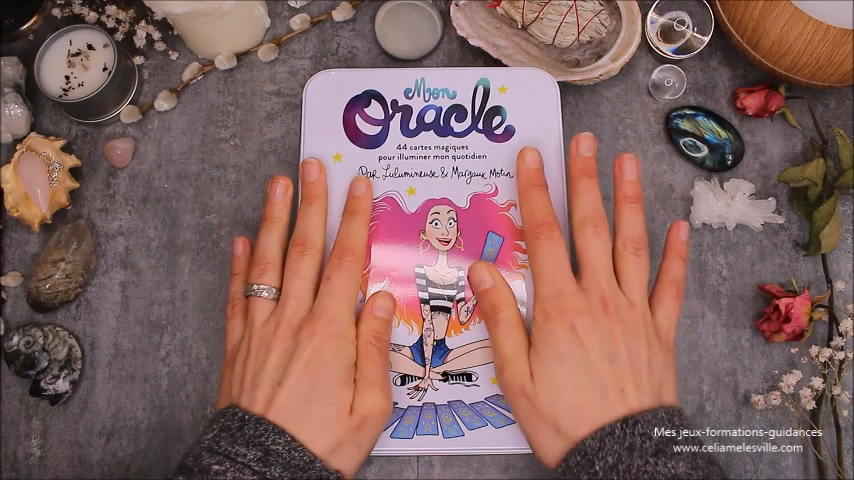 Mon
Oracle
44 cartes magiques
pour illuminer mon quotidien
Par Lulumineuse & Margaux Motin
Mes jeux-formations-guidances
www.celiamelesville.com